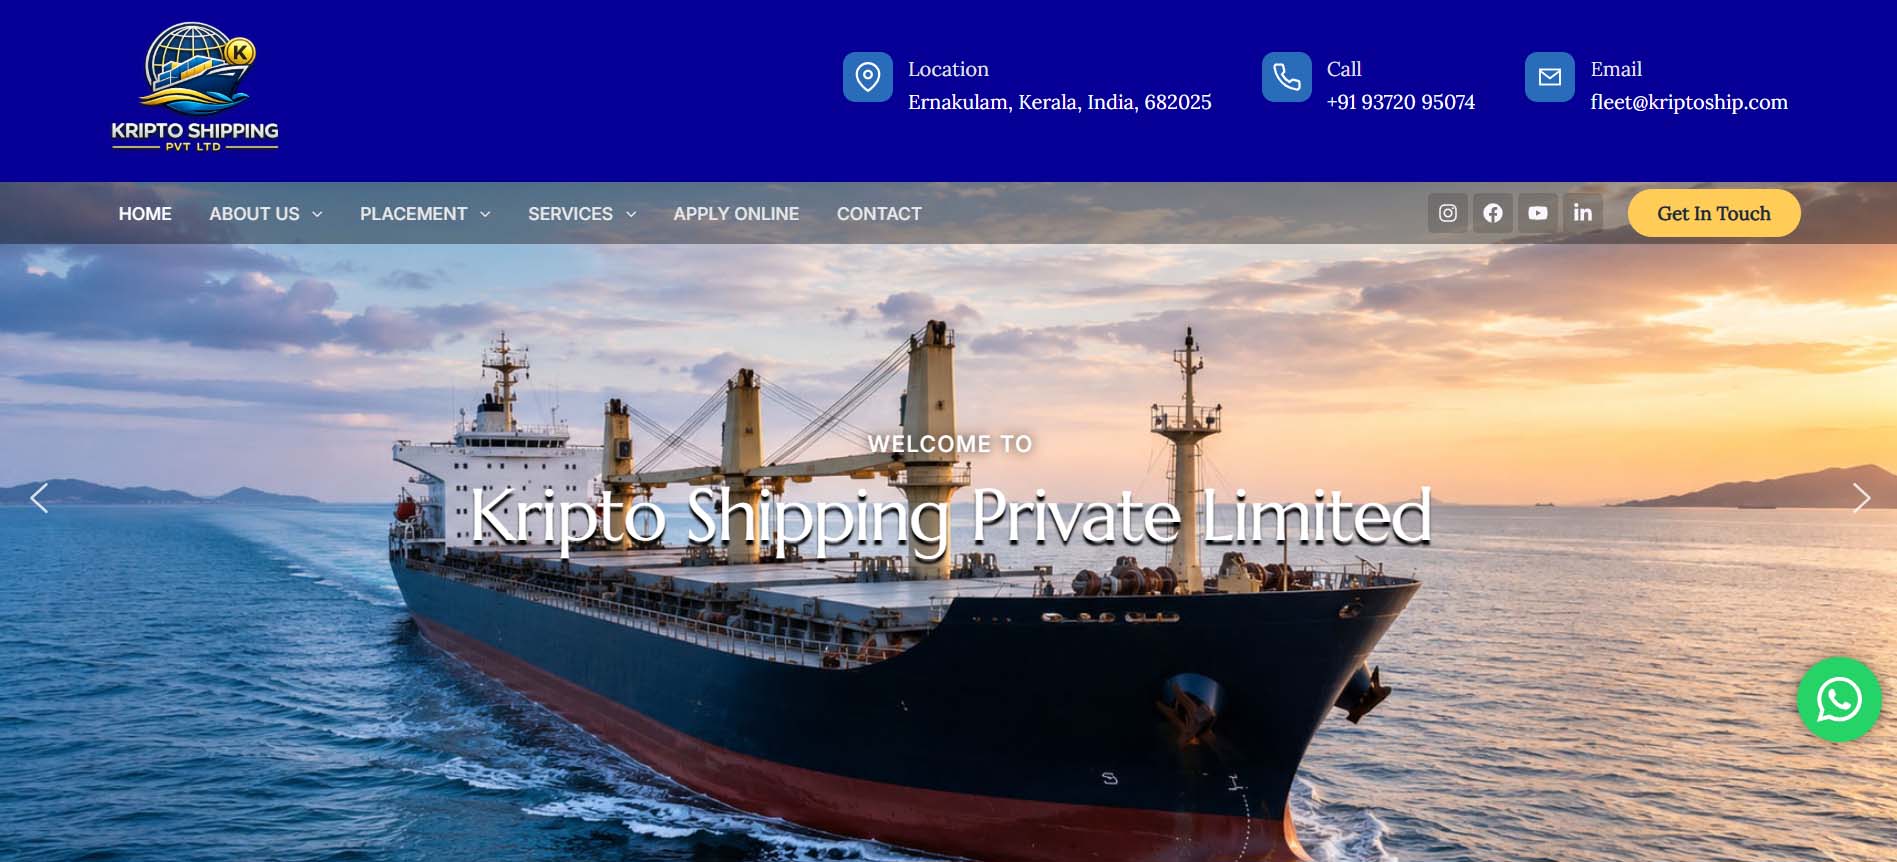 K
KRIPTO SHIPPING
PVT LTD
Location
Ernakulam, Kerala, India, 682025
Call
+91 93720 95074
Email
fleet@kriptoship.com
HOME ABOUT US PLACEMENT SERVICES APPLY ONLINE CONTACT
Get In Touch
WELCOME TO
Kripto Shipping Private Limited